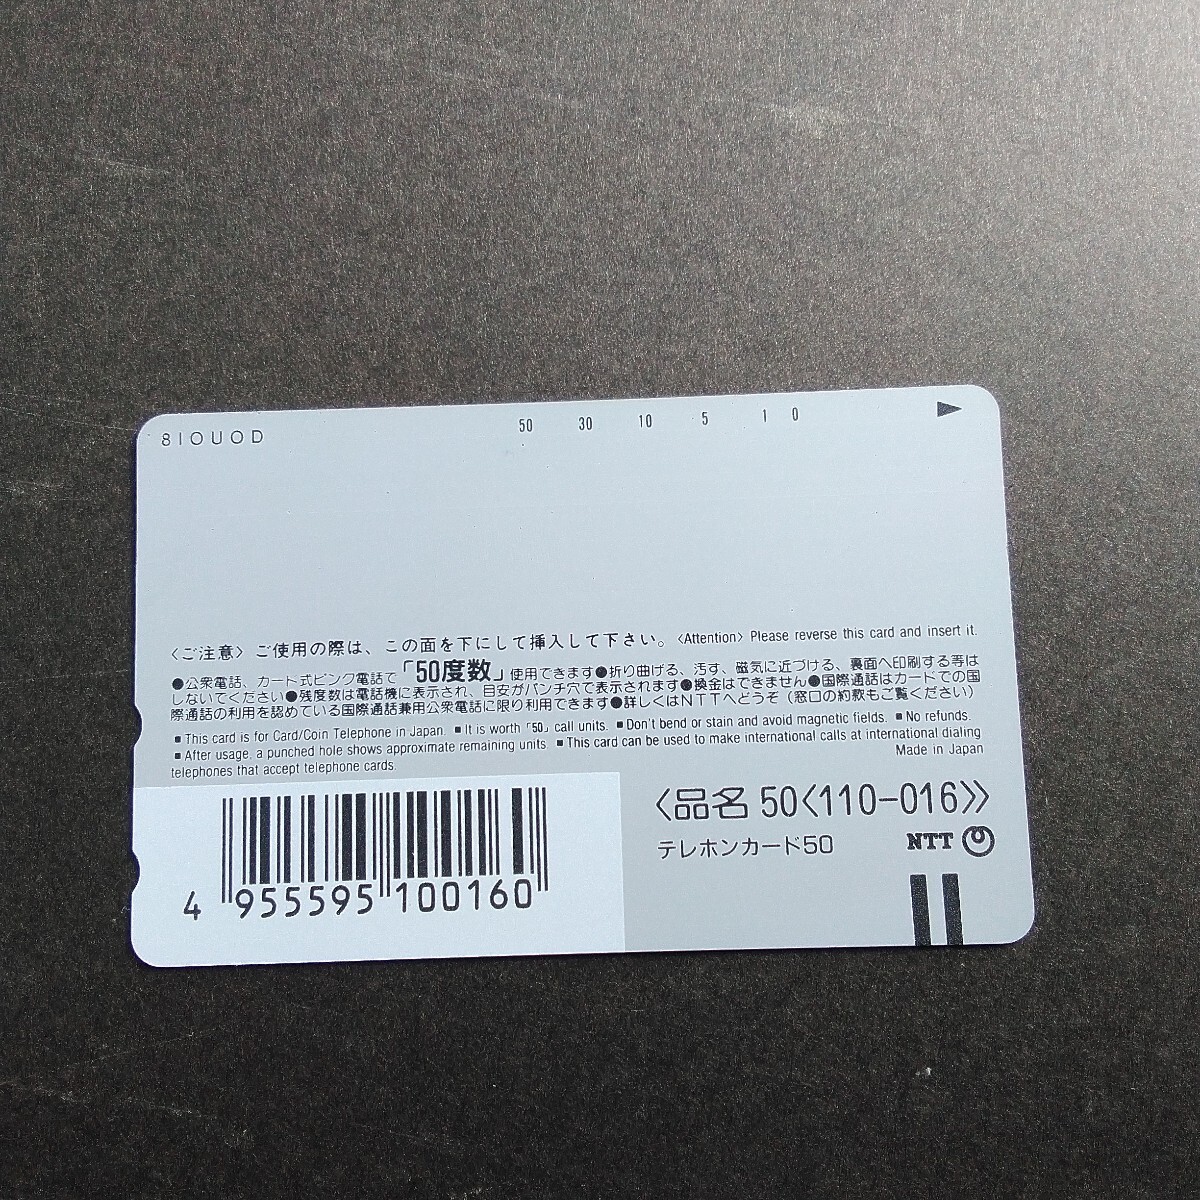 8IOUOD
50 30 10 5 1 0
〈ご注意〉ご使用の際は、この面を下にして挿入して下さい。〈Attention〉Please reverse this card and insert it.
●公衆電話、カード式ピンク電話で「50度数」使用できます●折り曲げる、汚す、磁気に近づける、裏面へ印刷する等は
しないでください●残度数は電話機に表示され、目安がパンチ穴で表示されます●換金はできません●国際通話はカードでの国
際通話の利用を認めている国際通話兼用公衆電話に限り利用できます●詳しくはNTTへどうぞ（窓口の約款もご覧ください）
■This card is for Card/Coin Telephone in Japan. ■It is worth「50」call units. ■Don't bend or stain and avoid magnetic fields. ■No refunds.
■After usage, a punched hole shows approximate remaining units. ■This card can be used to make international calls at international dialing
telephones that accept telephone cards.
Made in Japan
〈品名 50〈110-016〉〉
テレホンカード50
NTT
4 955595 100160